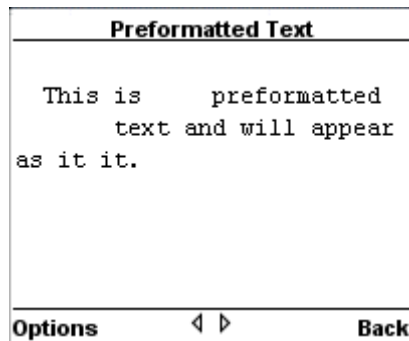 Preformatted Text
This is     preformatted
text and will appear
as it it.
Options
Back